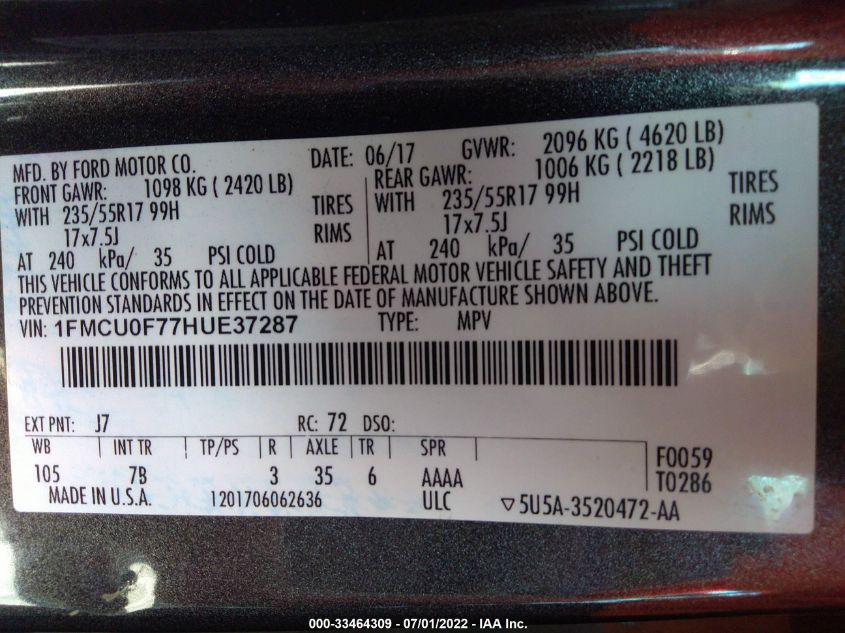 MFD. BY FORD MOTOR CO. DATE: 06/17 GVWR: 2096 KG ( 4620 LB)
FRONT GAWR: 1098 KG ( 2420 LB) REAR GAWR: 1006 KG ( 2218 LB)
WITH 235/55R17 99H TIRES WITH 235/55R17 99H TIRES
17x7.5J RIMS 17x7.5J RIMS
AT 240 kPa/ 35 PSI COLD AT 240 kPa/ 35 PSI COLD
THIS VEHICLE CONFORMS TO ALL APPLICABLE FEDERAL MOTOR VEHICLE SAFETY AND THEFT
PREVENTION STANDARDS IN EFFECT ON THE DATE OF MANUFACTURE SHOWN ABOVE.
VIN: 1FMCU0F77HUE37287 TYPE: MPV
EXT PNT: J7 RC: 72 DSO:
WB INT TR TP/PS R AXLE TR SPR F0059
105 7B 3 35 6 AAAA T0286
MADE IN U.S.A. 1201706062636 ULC ▽5U5A-3520472-AA
000-33464309 - 07/01/2022 - IAA Inc.